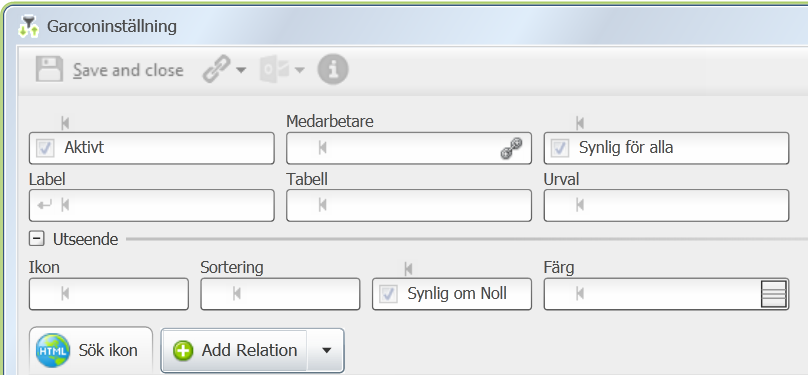 Garconinställning
Save and close
Medarbetare
Aktivt
Synlig för alla
Label
Tabell
Urval
Utseende
Ikon
Sortering
Färg
Synlig om Noll
HTML
Sök ikon
Add Relation